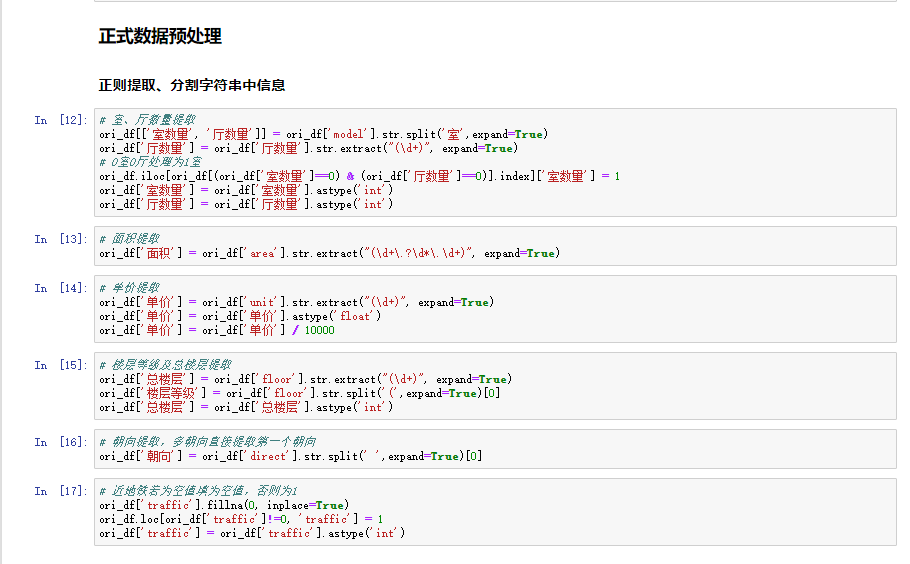 正式数据预处理
正则提取、分割字符串中信息
In [12]:
# 室、厅数量提取
ori_df[['室数量', '厅数量']] = ori_df['model'].str.split('室',expand=True)
ori_df['厅数量'] = ori_df['厅数量'].str.extract("(\d+)", expand=True)
# 0室0厅处理为1室
ori_df.iloc[ori_df[(ori_df['室数量']==0) & (ori_df['厅数量']==0)].index]['室数量'] = 1
ori_df['室数量'] = ori_df['室数量'].astype('int')
ori_df['厅数量'] = ori_df['厅数量'].astype('int')
In [13]:
# 面积提取
ori_df['面积'] = ori_df['area'].str.extract("(\d+\.?\d*\.\d+)", expand=True)
In [14]:
# 单价提取
ori_df['单价'] = ori_df['unit'].str.extract("(\d+)", expand=True)
ori_df['单价'] = ori_df['单价'].astype('float')
ori_df['单价'] = ori_df['单价'] / 10000
In [15]:
# 楼层等级及总楼层提取
ori_df['总楼层'] = ori_df['floor'].str.extract("(\d+)", expand=True)
ori_df['楼层等级'] = ori_df['floor'].str.split('(',expand=True)[0]
ori_df['总楼层'] = ori_df['总楼层'].astype('int')
In [16]:
# 朝向提取，多朝向直接提取第一个朝向
ori_df['朝向'] = ori_df['direct'].str.split(' ',expand=True)[0]
In [17]:
# 近地铁若为空值填为空值，否则为1
ori_df['traffic'].fillna(0, inplace=True)
ori_df.loc[ori_df['traffic']!=0, 'traffic'] = 1
ori_df['traffic'] = ori_df['traffic'].astype('int')